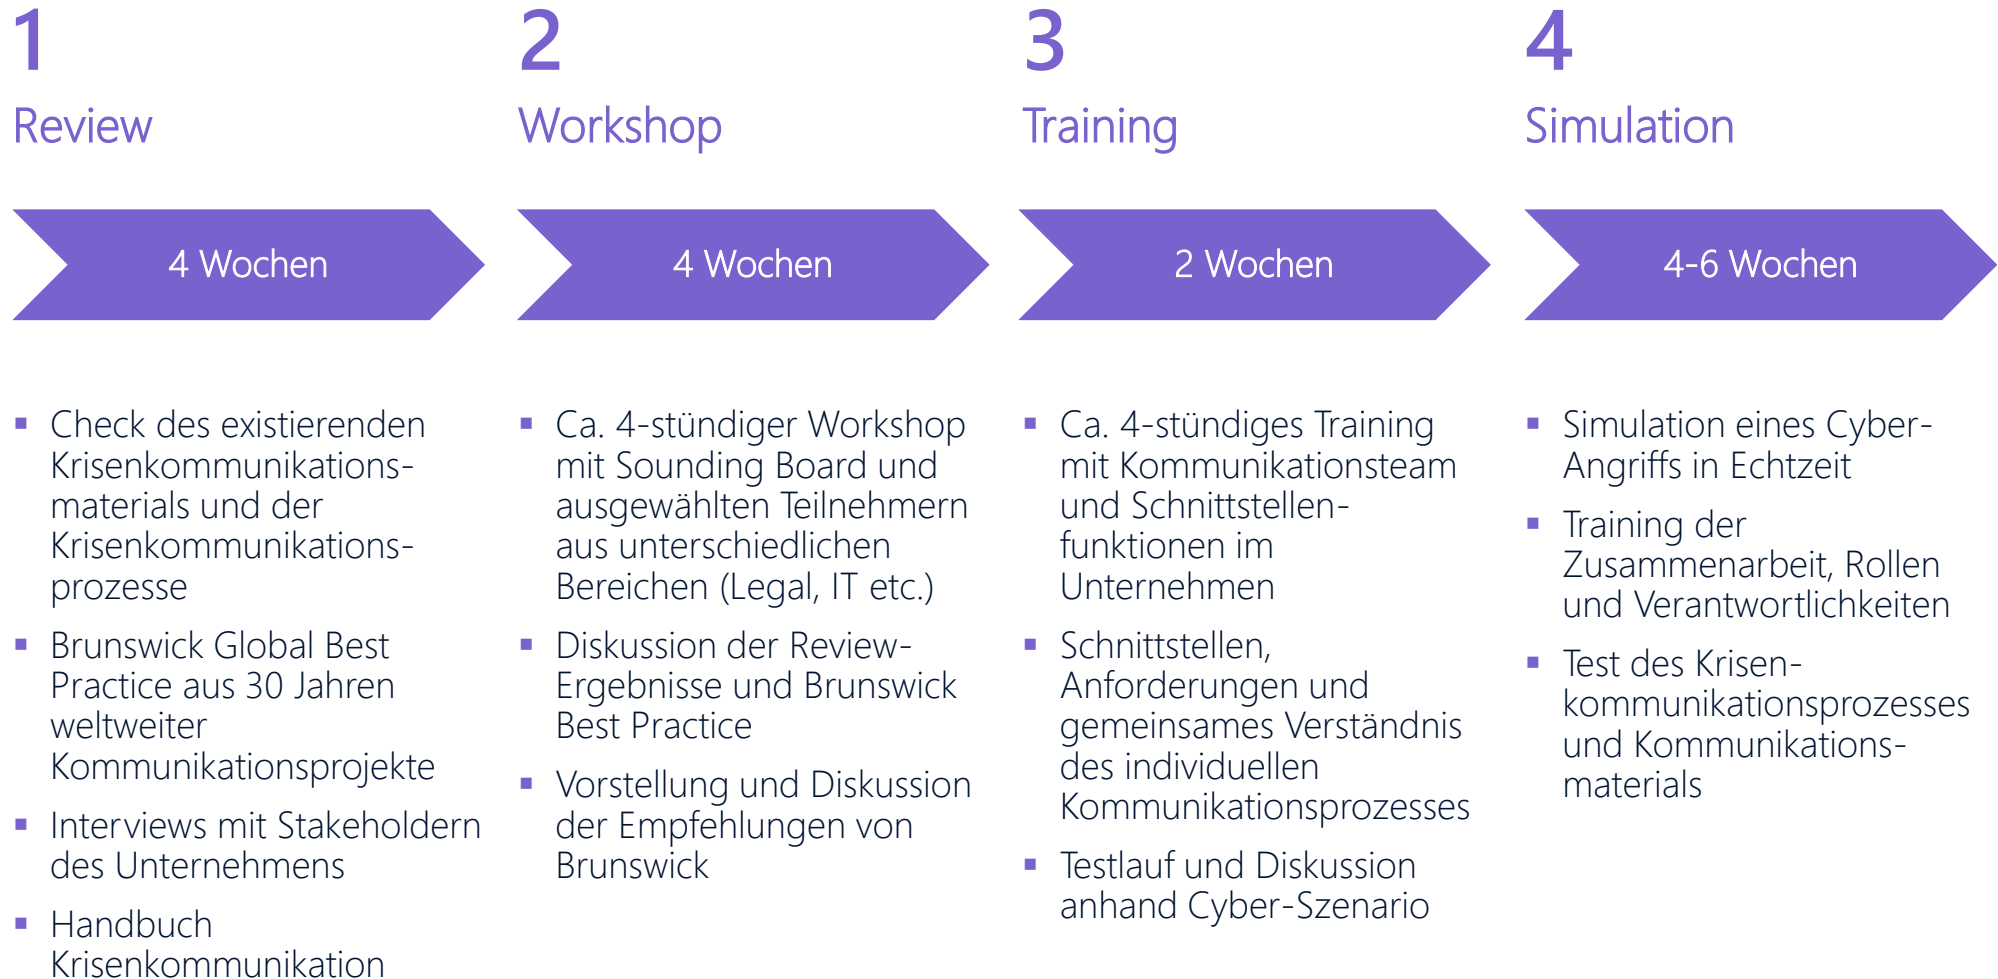 1
Review
4 Wochen
Check des existierenden
Krisenkommunikations-
materials und der
Krisenkommunikations-
prozesse
Brunswick Global Best
Practice aus 30 Jahren
weltweiter
Kommunikationsprojekte
Interviews mit Stakeholdern
des Unternehmens
Handbuch
Krisenkommunikation
2
Workshop
4 Wochen
Ca. 4-stündiger Workshop
mit Sounding Board und
ausgewählten Teilnehmern
aus unterschiedlichen
Bereichen (Legal, IT etc.)
Diskussion der Review-
Ergebnisse und Brunswick
Best Practice
Vorstellung und Diskussion
der Empfehlungen von
Brunswick
3
Training
2 Wochen
Ca. 4-stündiges Training
mit Kommunikationsteam
und Schnittstellen-
funktionen im
Unternehmen
Schnittstellen,
Anforderungen und
gemeinsames Verständnis
des individuellen
Kommunikationsprozesses
Testlauf und Diskussion
anhand Cyber-Szenario
4
Simulation
4-6 Wochen
Simulation eines Cyber-
Angriffs in Echtzeit
Training der
Zusammenarbeit, Rollen
und Verantwortlichkeiten
Test des Krisen-
kommunikationsprozesses
und Kommunikations-
materials